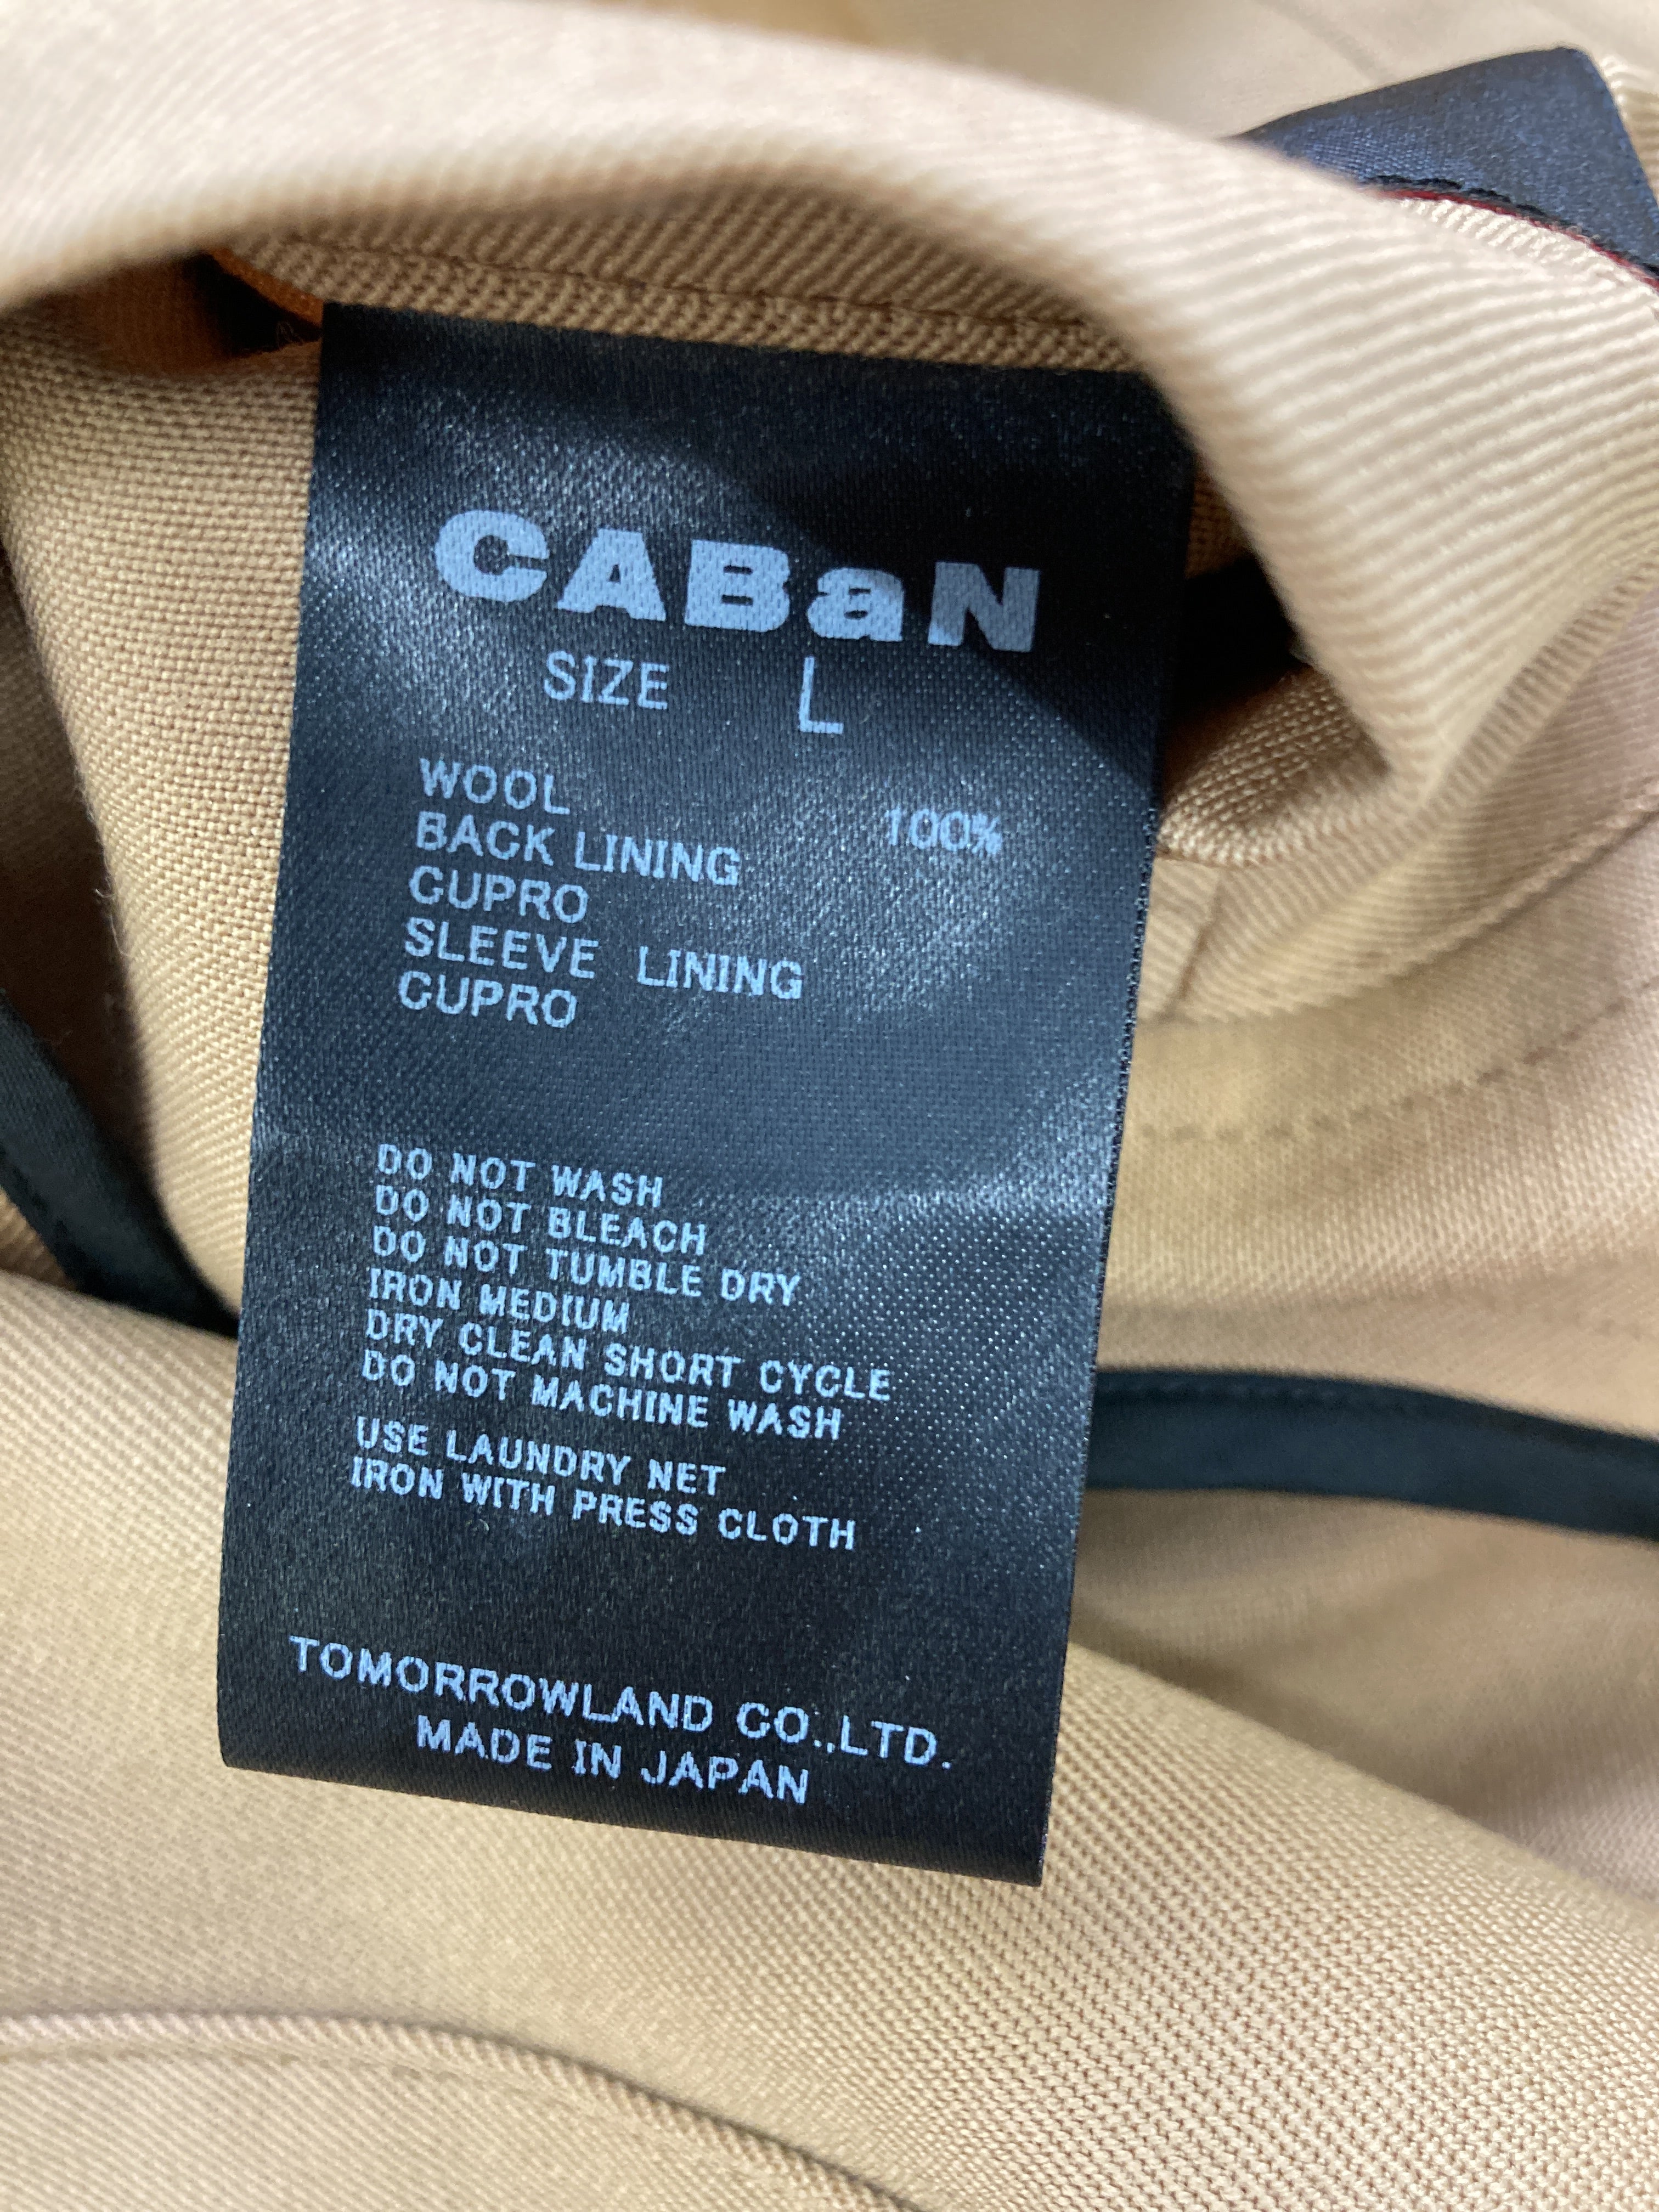 CABaN
SIZE L
WOOL 100%
BACK LINING
CUPRO
SLEEVE LINING
CUPRO
DO NOT WASH
DO NOT BLEACH
DO NOT TUMBLE DRY
IRON MEDIUM
DRY CLEAN SHORT CYCLE
DO NOT MACHINE WASH
USE LAUNDRY NET
IRON WITH PRESS CLOTH
TOMORROWLAND CO.,LTD.
MADE IN JAPAN